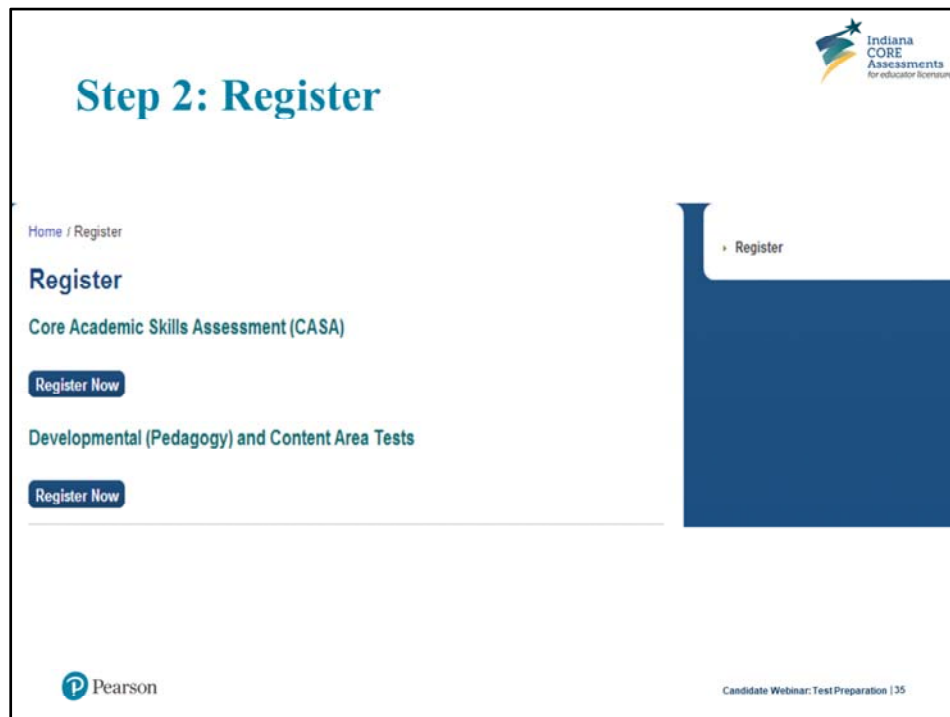 Indiana
CORE
Assessments
for educator licensure
Step 2: Register
Home / Register
Register
Register
Core Academic Skills Assessment (CASA)
Register Now
Developmental (Pedagogy) and Content Area Tests
Register Now
Pearson
Candidate Webinar: Test Preparation | 35